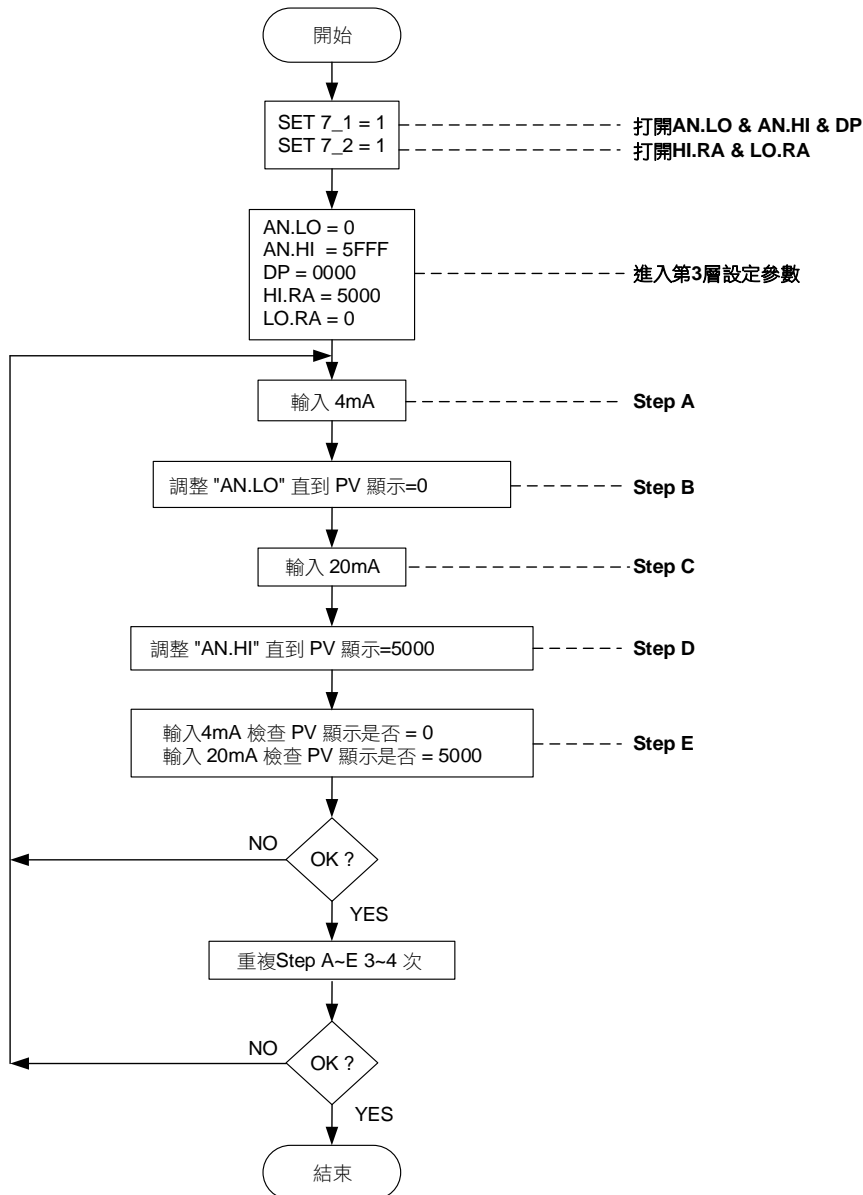 開始
SET 7_1 = 1
SET 7_2 = 1
打開AN.LO & AN.HI & DP
打開HI.RA & LO.RA
AN.LO = 0
AN.HI = 5FFF
DP = 0000
HI.RA = 5000
LO.RA = 0
進入第3層設定參數
輸入 4mA
Step A
調整 "AN.LO" 直到 PV 顯示=0
Step B
輸入 20mA
Step C
調整 "AN.HI" 直到 PV 顯示=5000
Step D
輸入4mA 檢查 PV 顯示是否 = 0
輸入 20mA 檢查 PV 顯示是否 = 5000
Step E
NO
OK ?
YES
重複Step A~E 3~4 次
NO
OK ?
YES
結束